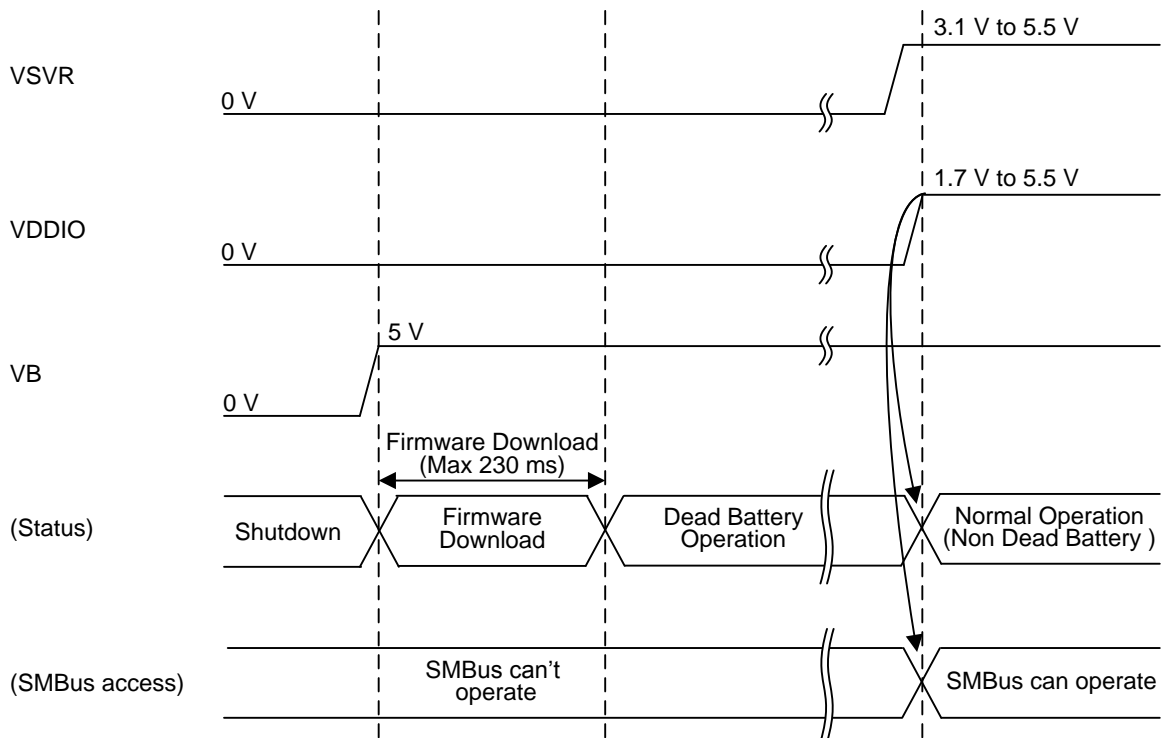 3.1 V to 5.5 V
VSVR
0 V
1.7 V to 5.5 V
VDDIO
0 V
5 V
VB
0 V
Firmware Download
(Max 230 ms)
(Status)
Shutdown
Firmware
Download
Dead Battery
Operation
Normal Operation
(Non Dead Battery )
(SMBus access)
SMBus can't
operate
SMBus can operate